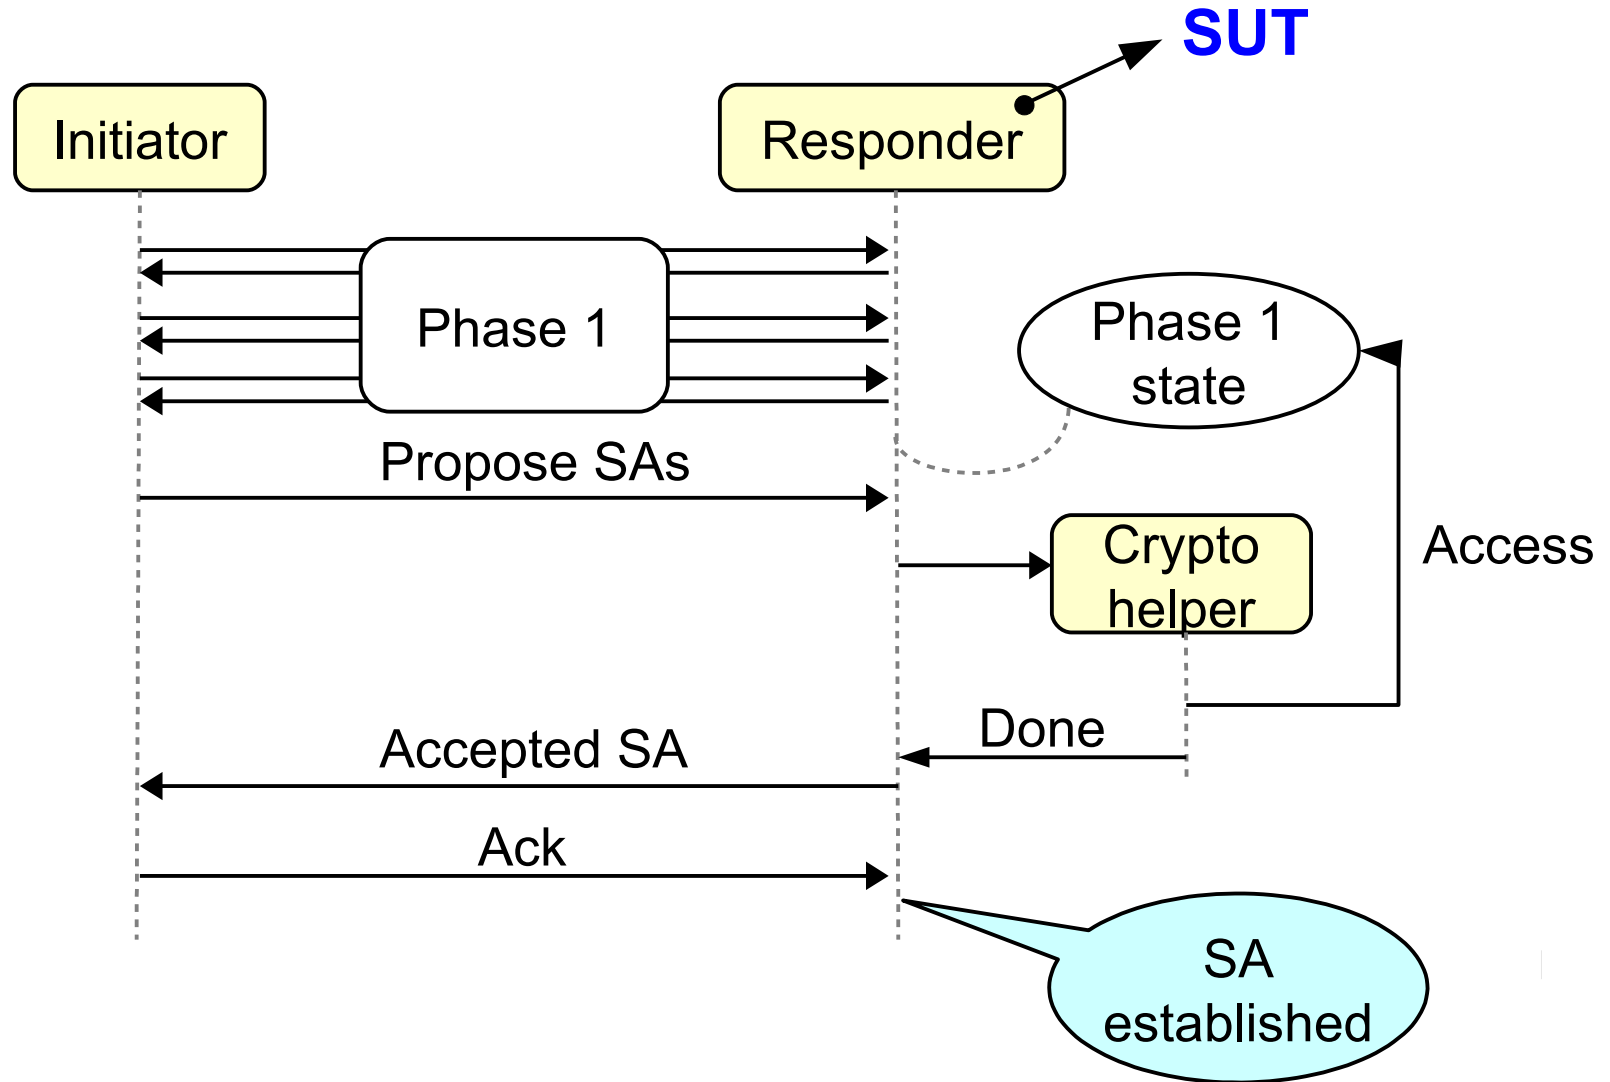 SUT
Initiator
Responder
Phase 1
Phase 1
state
Propose SAs
Crypto
helper
Access
Done
Accepted SA
Ack
SA
established